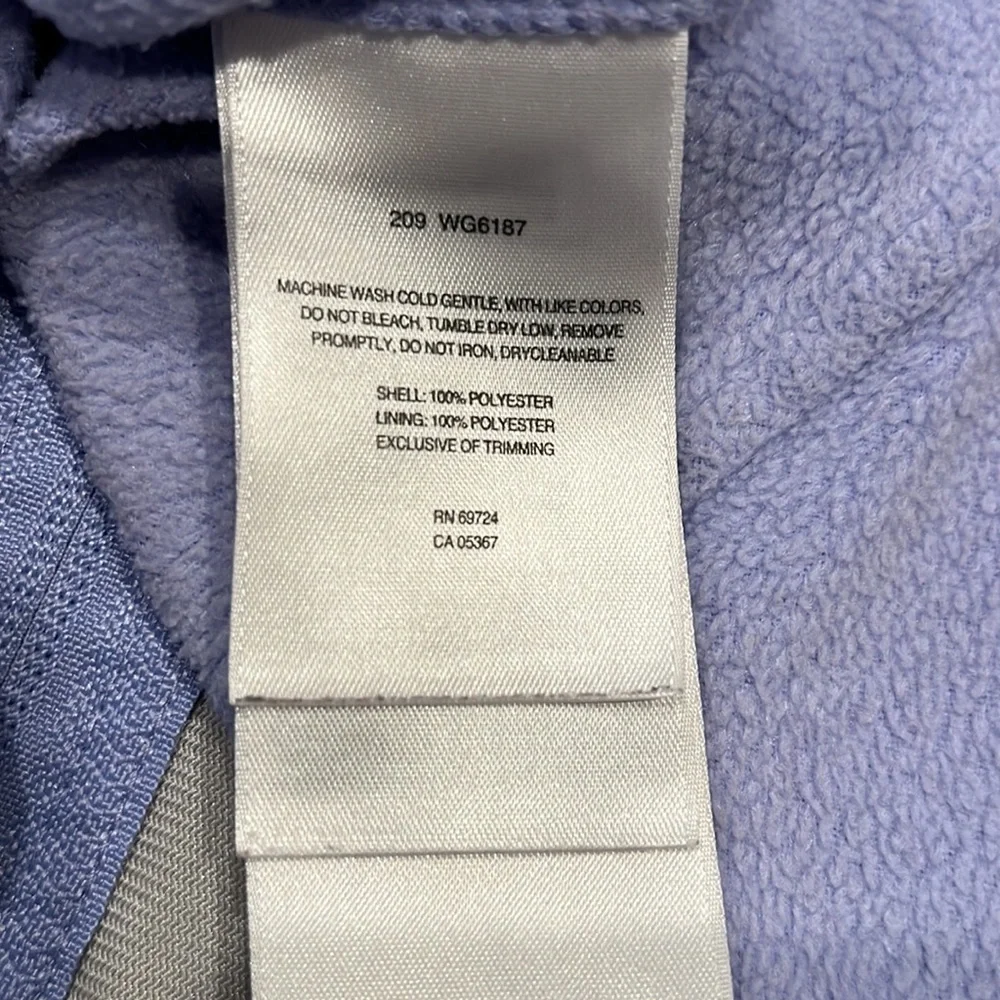 209 WG6187
MACHINE WASH COLD GENTLE, WITH LIKE COLORS,
DO NOT BLEACH, TUMBLE DRY LOW, REMOVE
PROMPTLY, DO NOT IRON, DRYCLEANABLE
SHELL: 100% POLYESTER
LINING: 100% POLYESTER
EXCLUSIVE OF TRIMMING
RN 69724
CA 05367